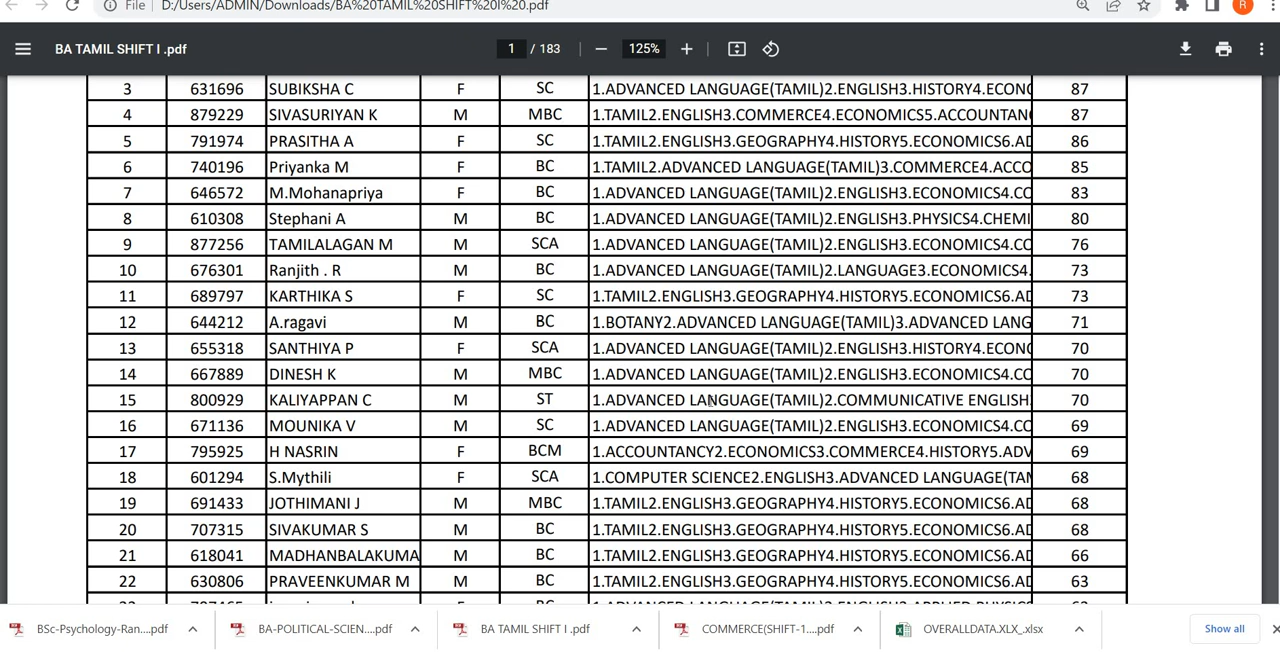 File D:/Users/ADMIN/Downloads/BA%20TAMIL%20SHIFT%20I%20.pdf R
BA TAMIL SHIFT I .pdf 1 / 183 125%
3 631696 SUBIKSHA C F SC 1.ADVANCED LANGUAGE(TAMIL)2.ENGLISH3.HISTORY4.ECONO 87
4 879229 SIVASURIYAN K M MBC 1.TAMIL2.ENGLISH3.COMMERCE4.ECONOMICS5.ACCOUNTAN 87
5 791974 PRASITHA A F SC 1.TAMIL2.ENGLISH3.GEOGRAPHY4.HISTORY5.ECONOMICS6.AD 86
6 740196 Priyanka M F BC 1.TAMIL2.ADVANCED LANGUAGE(TAMIL)3.COMMERCE4.ACCO 85
7 646572 M.Mohanapriya F BC 1.ADVANCED LANGUAGE(TAMIL)2.ENGLISH3.ECONOMICS4.CO 83
8 610308 Stephani A M BC 1.ADVANCED LANGUAGE(TAMIL)2.ENGLISH3.PHYSICS4.CHEMI 80
9 877256 TAMILALAGAN M M SCA 1.ADVANCED LANGUAGE(TAMIL)2.ENGLISH3.ECONOMICS4.CO 76
10 676301 Ranjith . R M BC 1.ADVANCED LANGUAGE(TAMIL)2.LANGUAGE3.ECONOMICS4. 73
11 689797 KARTHIKA S F SC 1.TAMIL2.ENGLISH3.GEOGRAPHY4.HISTORY5.ECONOMICS6.AD 73
12 644212 A.ragavi M BC 1.BOTANY2.ADVANCED LANGUAGE(TAMIL)3.ADVANCED LANG 71
13 655318 SANTHIYA P F SCA 1.ADVANCED LANGUAGE(TAMIL)2.ENGLISH3.HISTORY4.ECONO 70
14 667889 DINESH K M MBC 1.ADVANCED LANGUAGE(TAMIL)2.ENGLISH3.ECONOMICS4.CO 70
15 800929 KALIYAPPAN C M ST 1.ADVANCED LANGUAGE(TAMIL)2.COMMUNICATIVE ENGLISH 70
16 671136 MOUNIKA V M SC 1.ADVANCED LANGUAGE(TAMIL)2.ENGLISH3.ECONOMICS4.CO 69
17 795925 H NASRIN F BCM 1.ACCOUNTANCY2.ECONOMICS3.COMMERCE4.HISTORY5.ADV 69
18 601294 S.Mythili F SCA 1.COMPUTER SCIENCE2.ENGLISH3.ADVANCED LANGUAGE(TAM 68
19 691433 JOTHIMANI J M MBC 1.TAMIL2.ENGLISH3.GEOGRAPHY4.HISTORY5.ECONOMICS6.AD 68
20 707315 SIVAKUMAR S M BC 1.TAMIL2.ENGLISH3.GEOGRAPHY4.HISTORY5.ECONOMICS6.AD 68
21 618041 MADHANBALAKUMA M BC 1.TAMIL2.ENGLISH3.GEOGRAPHY4.HISTORY5.ECONOMICS6.AD 66
22 630806 PRAVEENKUMAR M M BC 1.TAMIL2.ENGLISH3.GEOGRAPHY4.HISTORY5.ECONOMICS6.AD 63
BSc-Psychology-Ran....pdf BA-POLITICAL-SCIEN....pdf BA TAMIL SHIFT I .pdf COMMERCE(SHIFT-1....pdf OVERALLDATA.XLX_.xlsx Show all